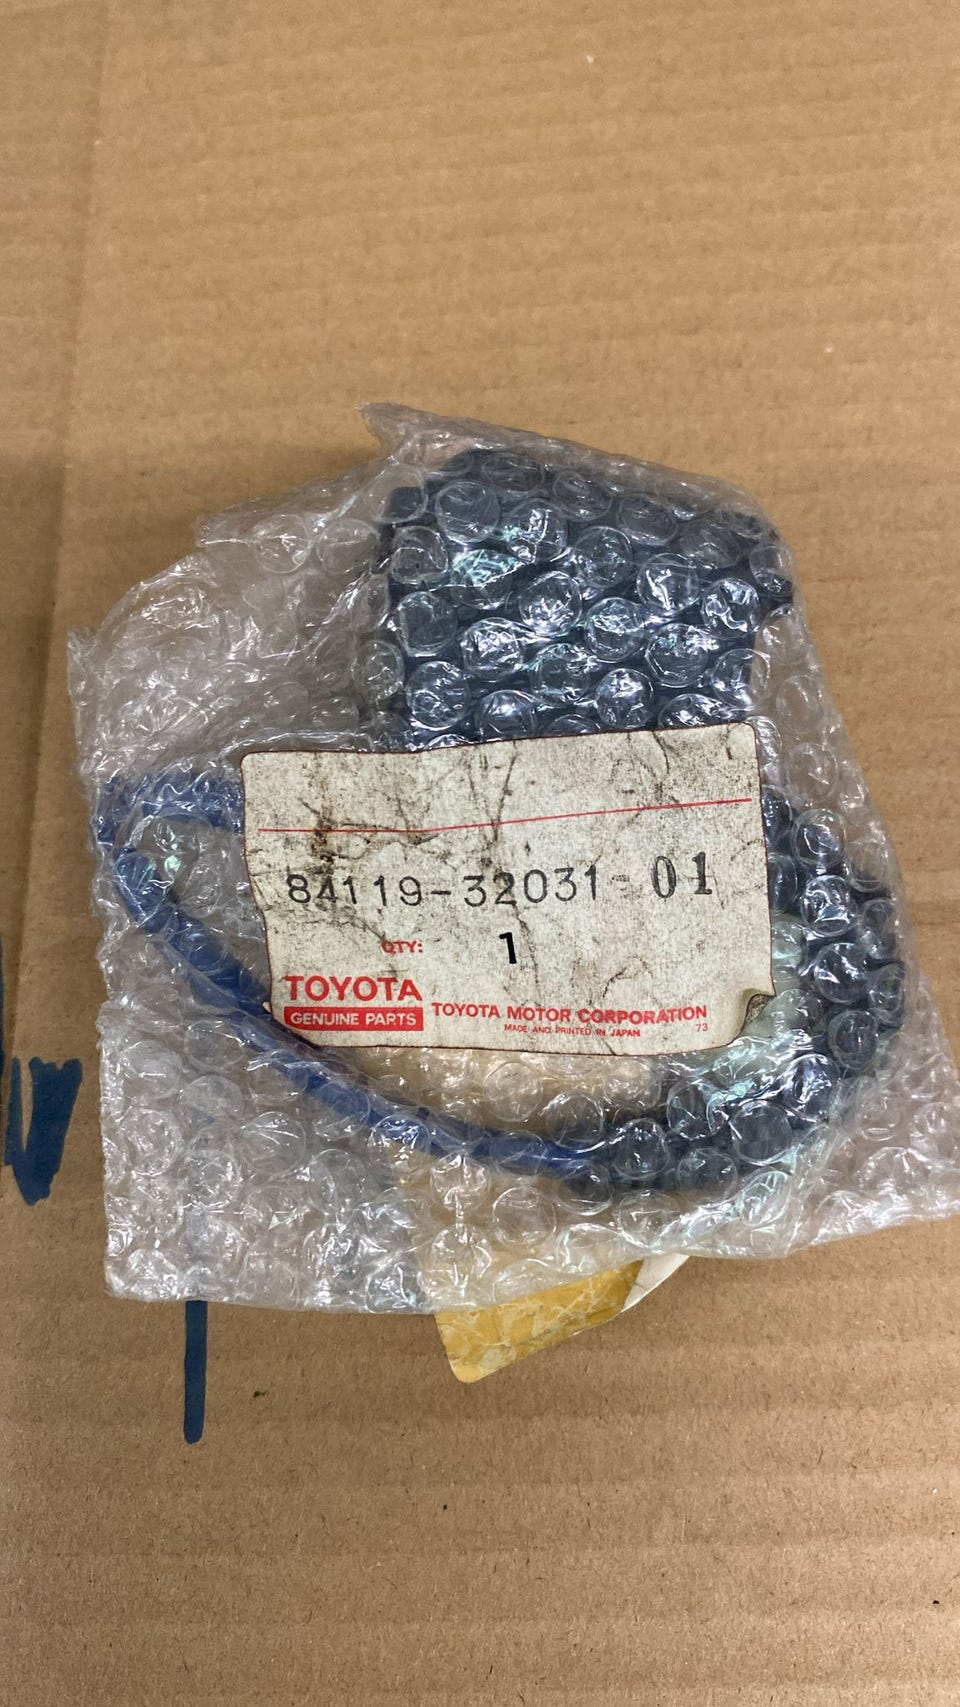 84119-32031-01
QTY: 1
TOYOTA
GENUINE PARTS
TOYOTA MOTOR CORPORATION
MADE AND PRINTED IN JAPAN 73